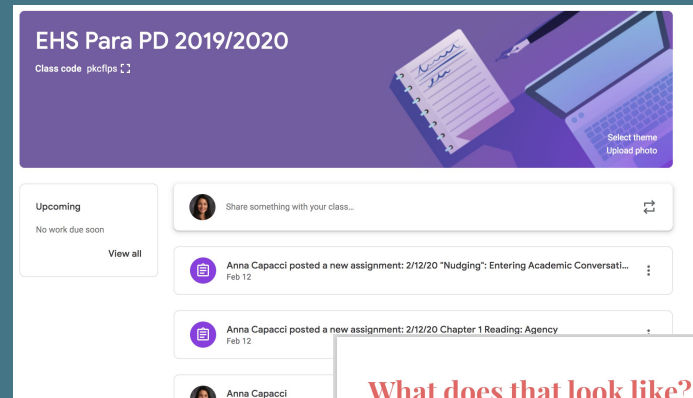 EHS Para PD 2019/2020
Class code pkcflps
Select theme
Upload photo
Upcoming
No work due soon
View all
Share something with your class...
Anna Capacci posted a new assignment: 2/12/20 "Nudging": Entering Academic Conversati...
Feb 12
Anna Capacci posted a new assignment: 2/12/20 Chapter 1 Reading: Agency
Feb 12
Anna Capacci
What does that look like?